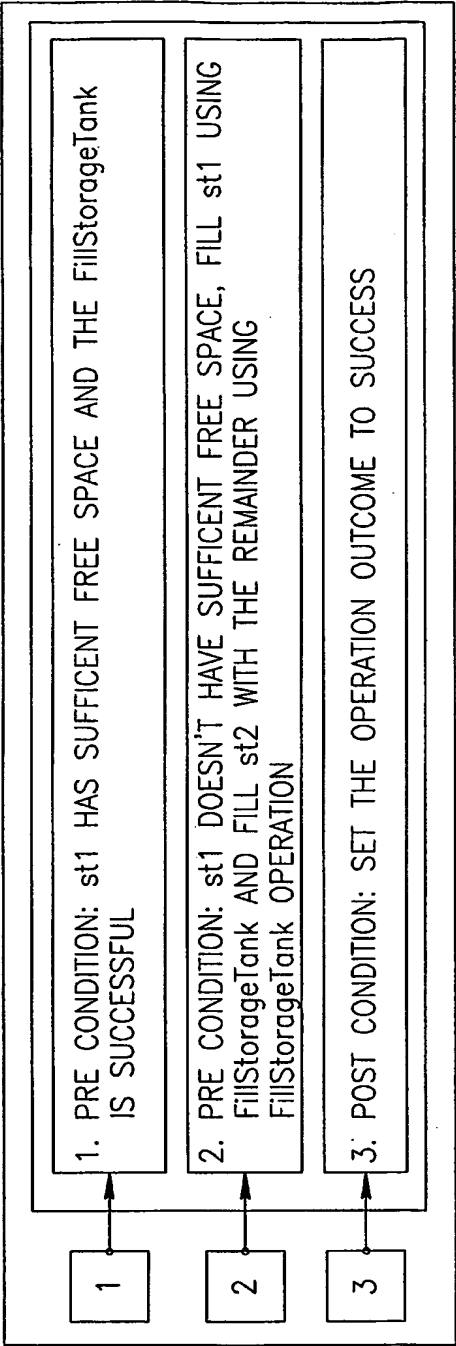 1
1. PRE CONDITION: st1 HAS SUFFICENT FREE SPACE AND THE FillStorageTank
IS SUCCESSFUL
2
2. PRE CONDITION: st1 DOESN'T HAVE SUFFICENT FREE SPACE, FILL st1 USING
FillStorageTank AND FILL st2 WITH THE REMAINDER USING
FillStorageTank OPERATION
3
3. POST CONDITION: SET THE OPERATION OUTCOME TO SUCCESS